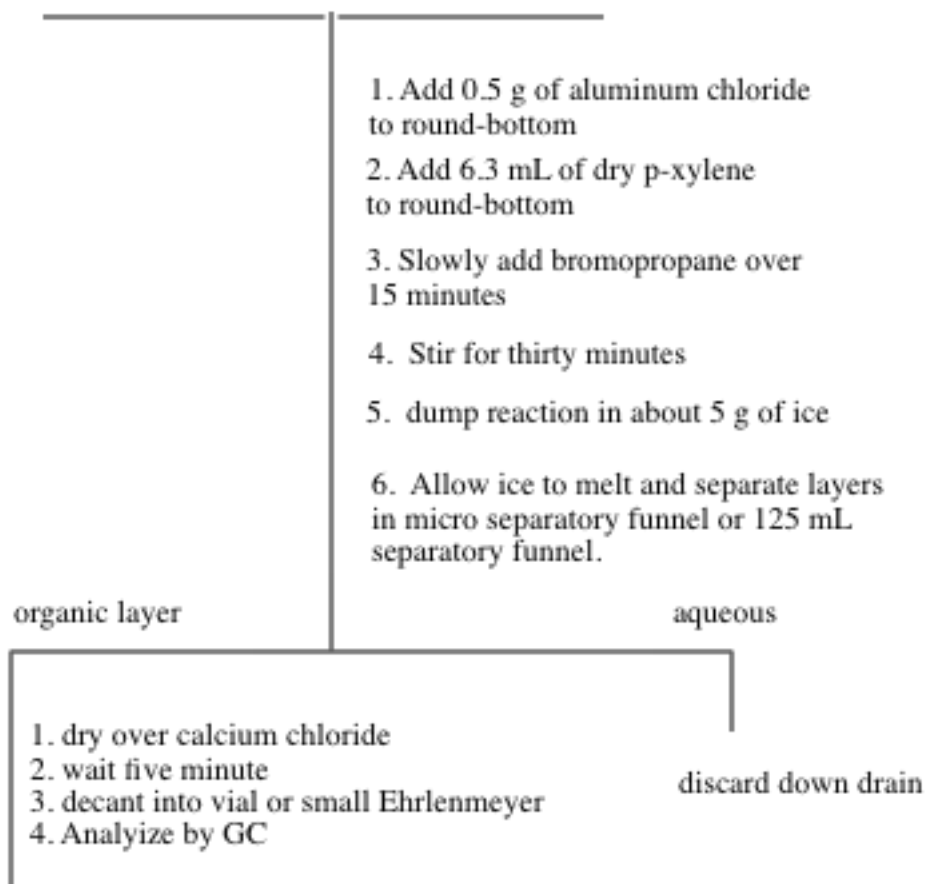 1. Add 0.5 g of aluminum chloride
to round-bottom
2. Add 6.3 mL of dry p-xylene
to round-bottom
3. Slowly add bromopropane over
15 minutes
4. Stir for thirty minutes
5. dump reaction in about 5 g of ice
6. Allow ice to melt and separate layers
in micro separatory funnel or 125 mL
separatory funnel.
organic layer
aqueous
1. dry over calcium chloride
2. wait five minute
3. decant into vial or small Ehrlenmeyer
4. Analyize by GC
discard down drain